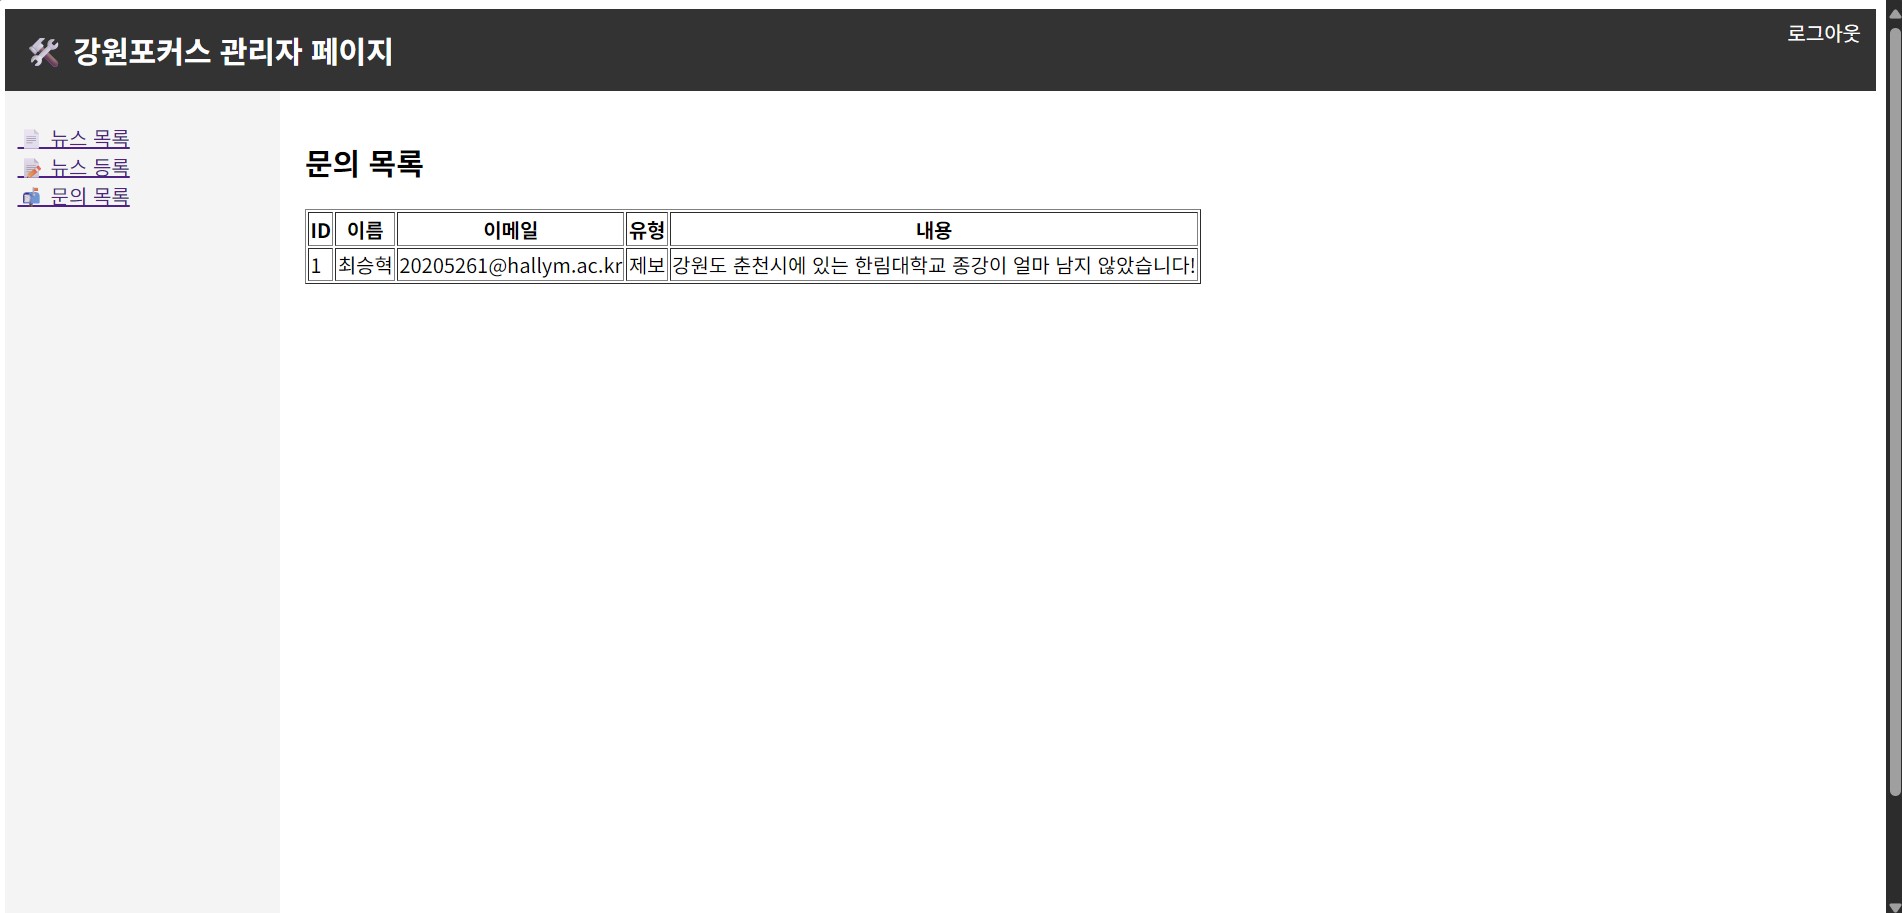 🛠️ 강원포커스 관리자 페이지
로그아웃
📄 뉴스 목록
📝 뉴스 등록
📬 문의 목록
문의 목록
ID 이름 이메일 유형 내용
1 최승혁 20205261@hallym.ac.kr 제보 강원도 춘천시에 있는 한림대학교 종강이 얼마 남지 않았습니다!